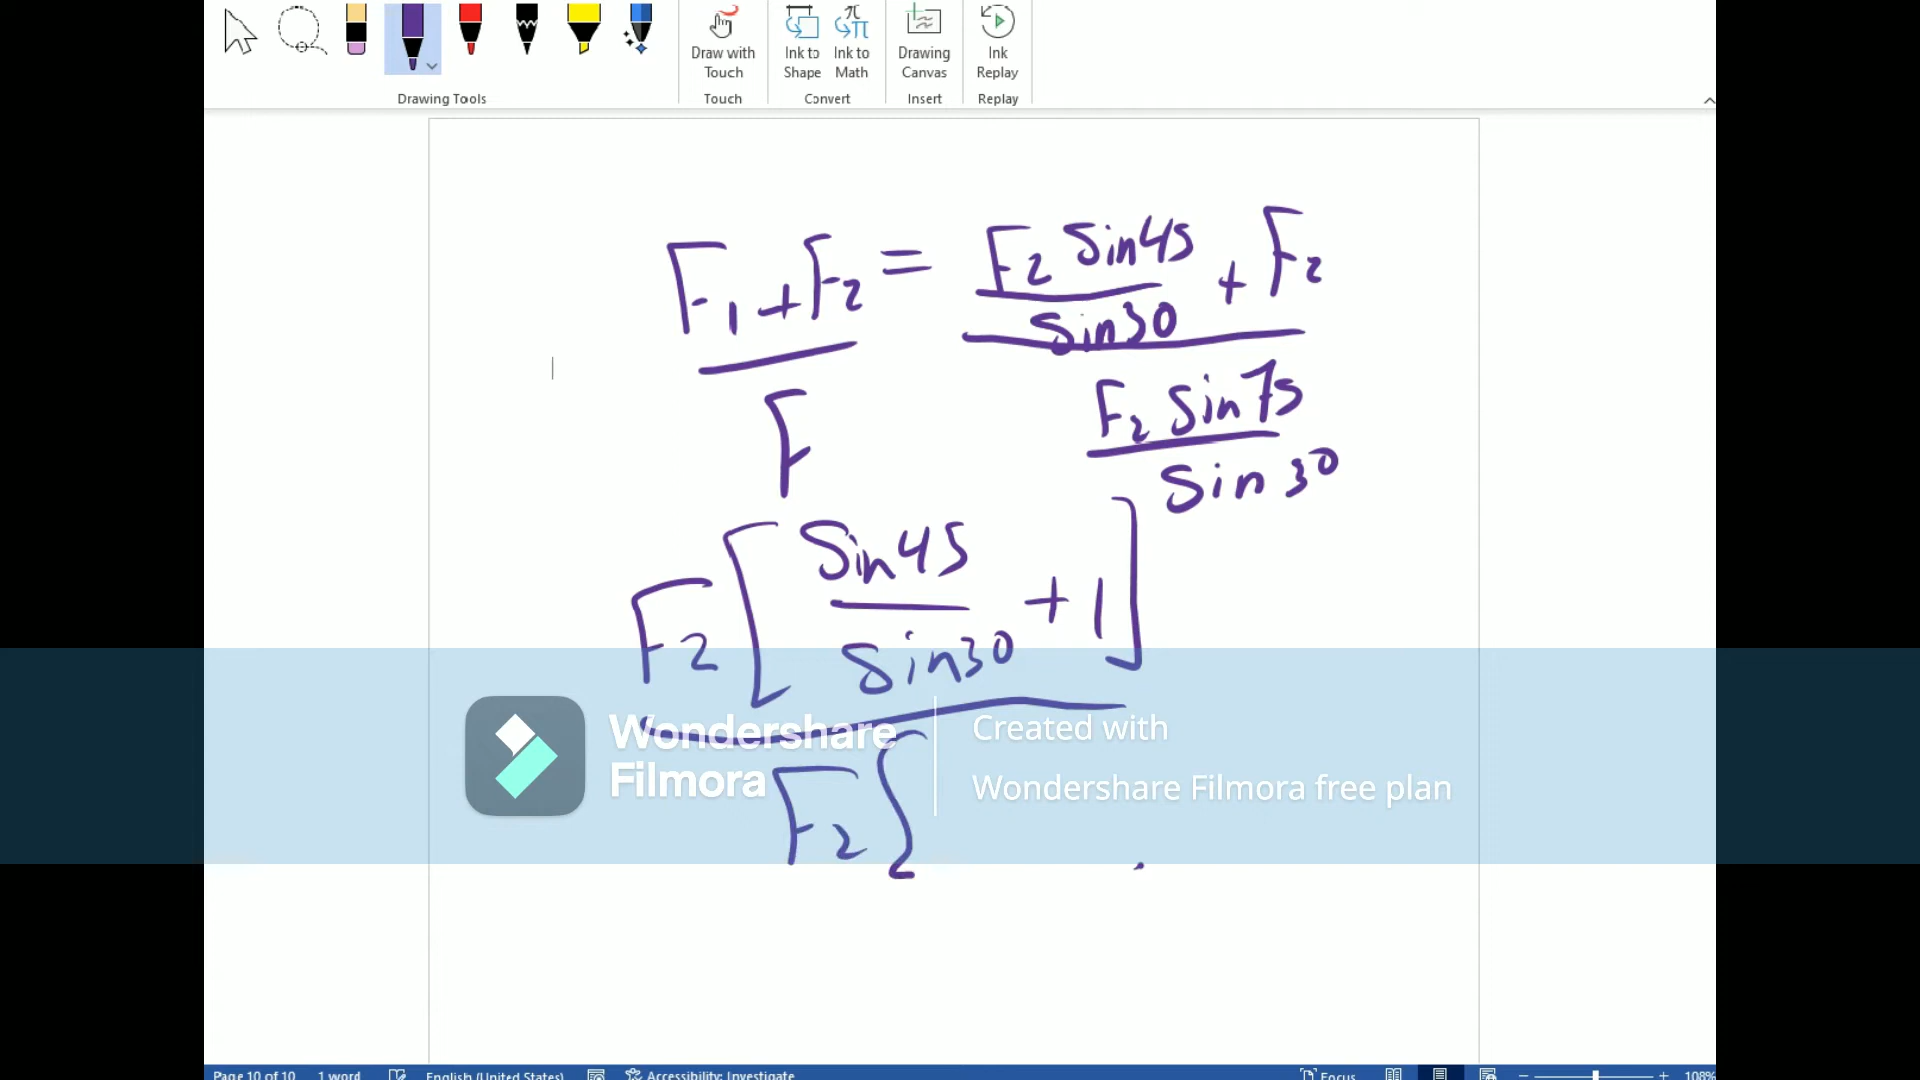 Draw with Touch
Ink to Shape
Ink to Math
Drawing Canvas
Ink Replay
Drawing Tools
Touch
Convert
Insert
Replay
F1 + F2 = F2 Sin45 + F2
Sin30
F
F2 Sin75
Sin30
F2 [ Sin45 + 1 ]
Sin30
F2 [
Wondershare
Filmora
Created with
Wondershare Filmora free plan
Page 10 of 10 1 word English (United States) Accessibility: Investigate Focus 108%